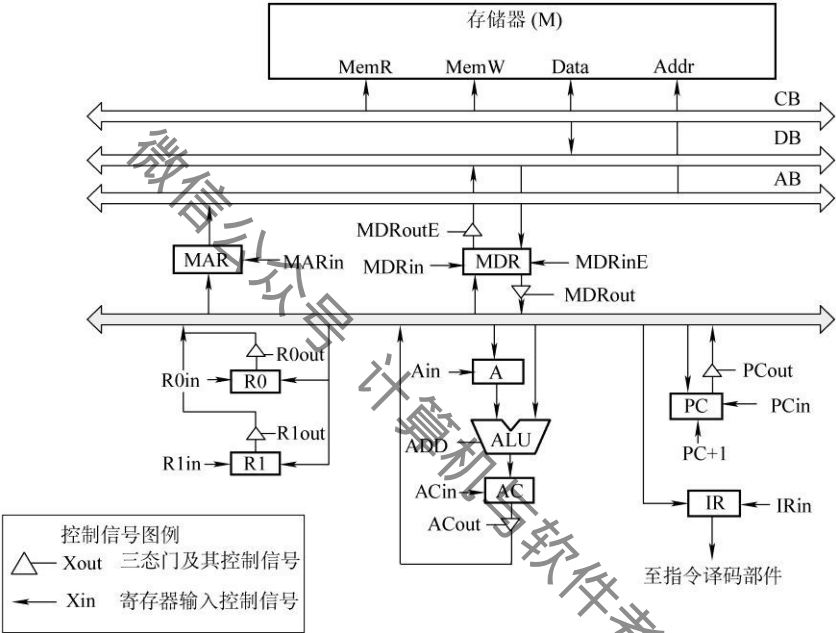 存储器 (M)
MemR MemW Data Addr
CB
DB
AB
MDRoutE
MAR MARin MDRin MDR MDRinE
MDRout
R0out
R0in R0
R1out
R1in R1
Ain A
ADD ALU
ACin AC
ACout
PCout
PC PCin
PC+1
IR IRin
至指令译码部件
控制信号图例
Xout 三态门及其控制信号
Xin 寄存器输入控制信号
微信公众号 计算机与软件考